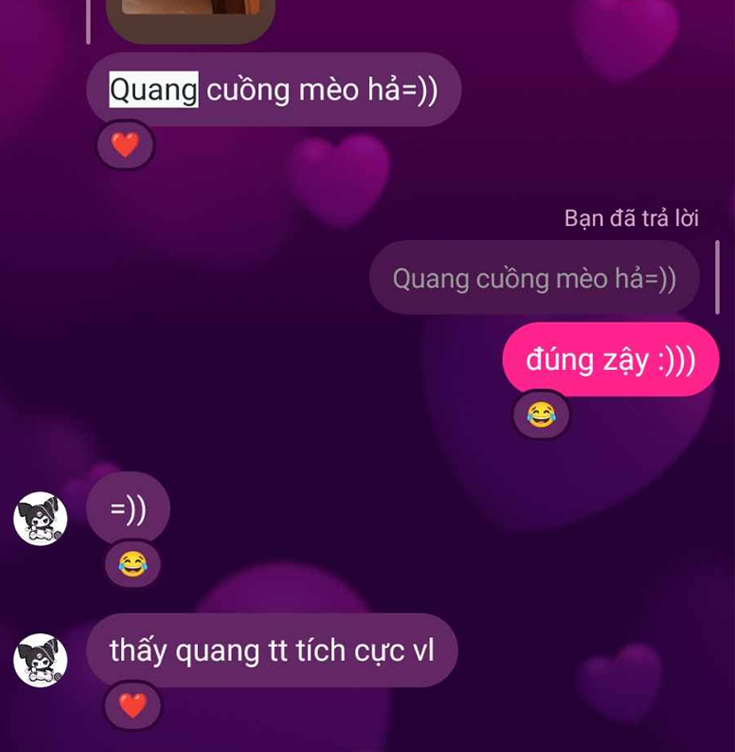 Quang cuồng mèo hả=))
Bạn đã trả lời
Quang cuồng mèo hả=))
đúng zậy :)))
=))
thấy quang tt tích cực vl